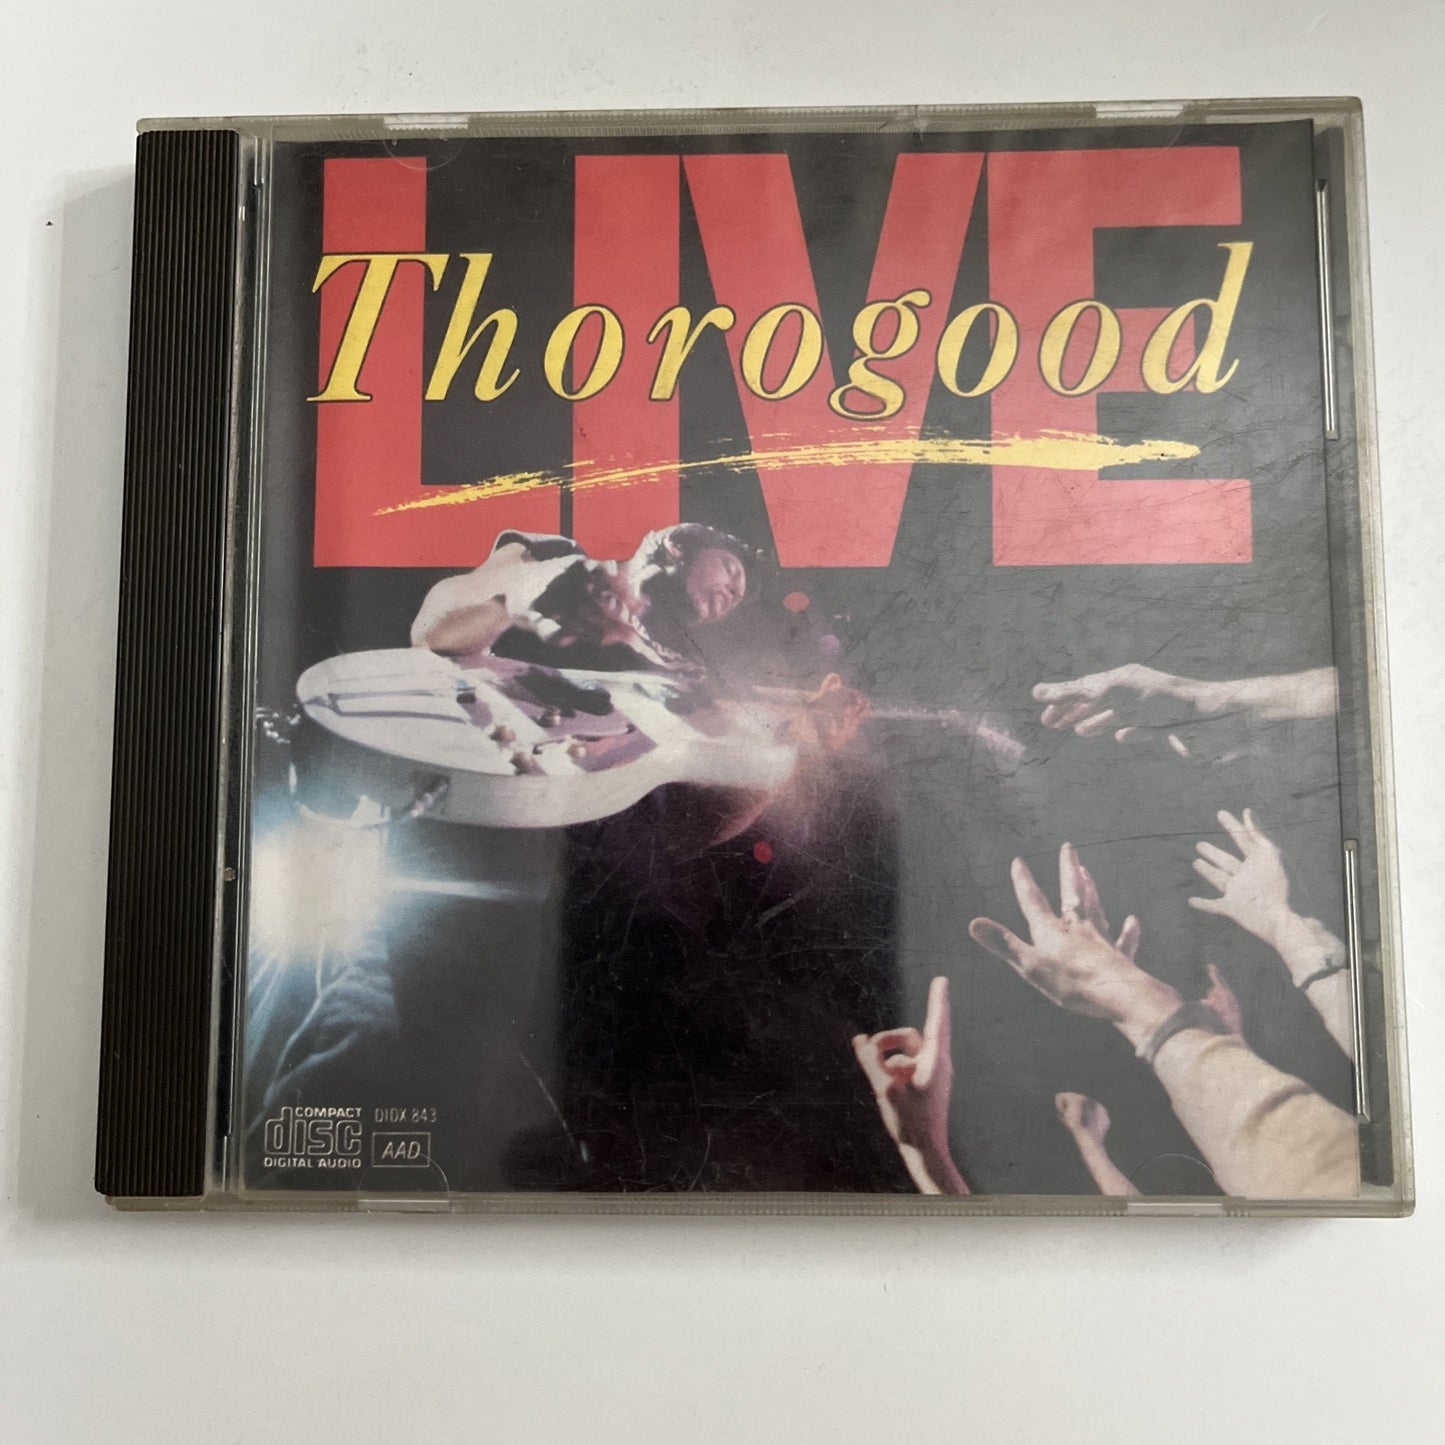 LIVE
Thorogood
COMPACT
disc
DIGITAL AUDIO
DIDX 843
AAD